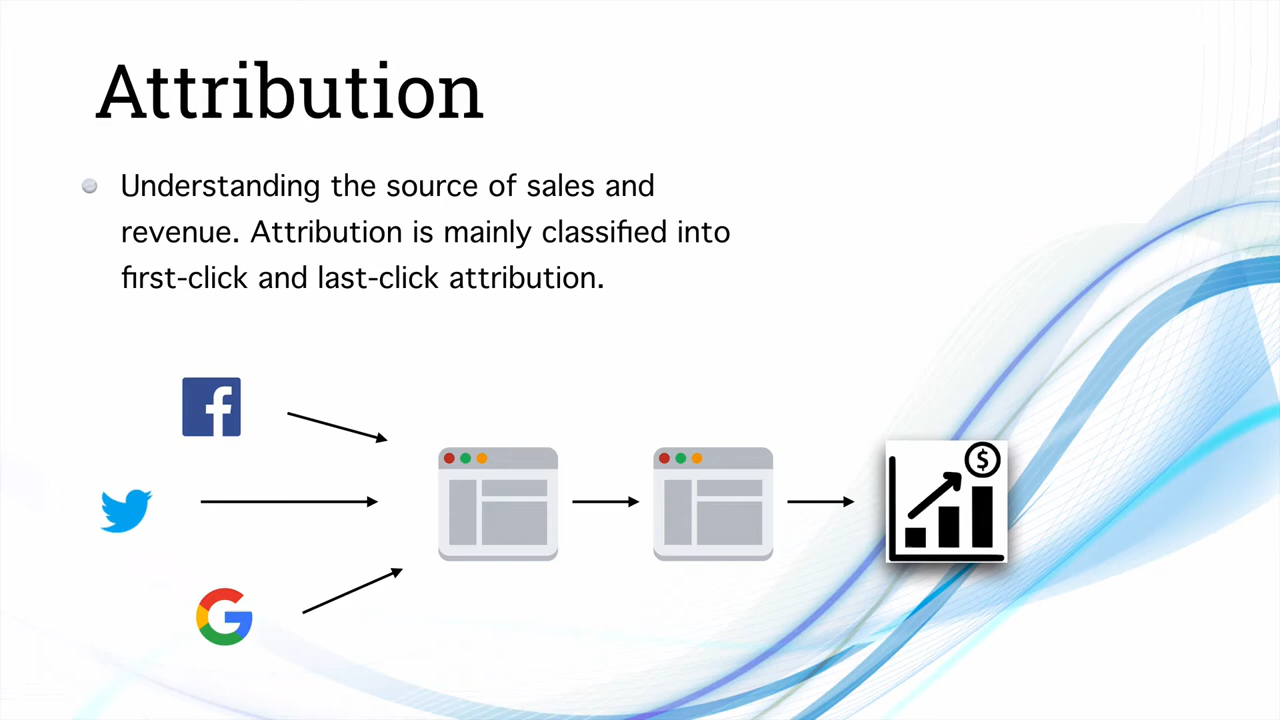 Attribution
Understanding the source of sales and
revenue. Attribution is mainly classified into
first-click and last-click attribution.
f
G
$